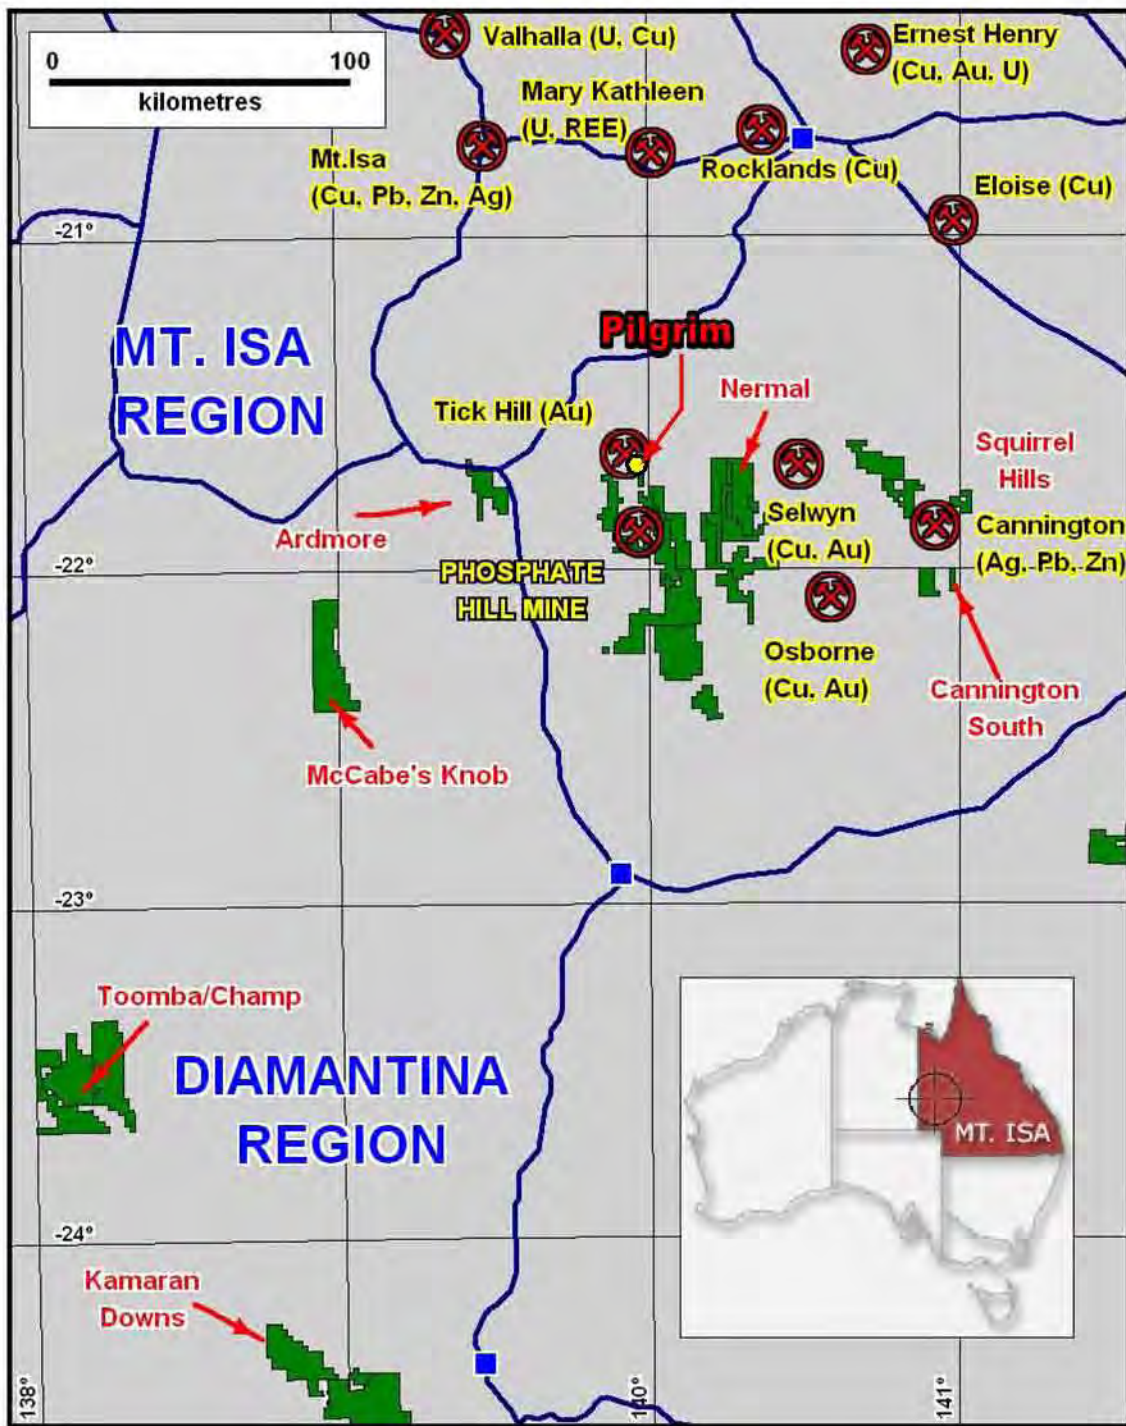 0 100
kilometres
Valhalla (U, Cu)
Ernest Henry
(Cu, Au, U)
Mary Kathleen
(U, REE)
Mt.Isa
(Cu, Pb, Zn, Ag)
Rocklands (Cu)
Eloise (Cu)
-21°
MT. ISA
REGION
Pilgrim
Tick Hill (Au)
Nermal
Squirrel
Hills
Ardmore
Selwyn
(Cu, Au)
Cannington
(Ag, Pb, Zn)
-22°
PHOSPHATE
HILL MINE
Osborne
(Cu, Au)
Cannington
South
McCabe's Knob
-23°
Toomba/Champ
DIAMANTINA
REGION
MT. ISA
-24°
Kamaran
Downs
138°
140°
141°